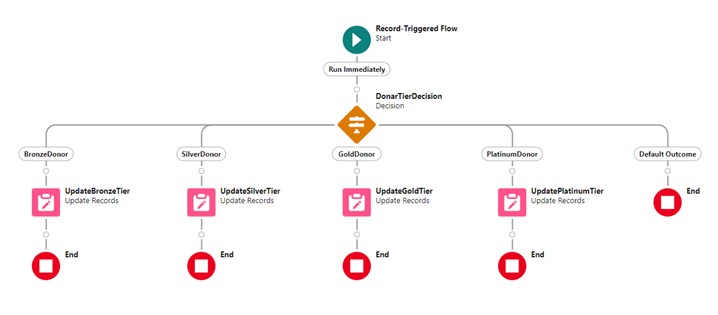 Record-Triggered Flow
Start
Run Immediately
DonarTierDecision
Decision
BronzeDonor
SilverDonor
GoldDonor
PlatinumDonor
Default Outcome
UpdateBronzeTier
Update Records
UpdateSilverTier
Update Records
UpdateGoldTier
Update Records
UpdatePlatinumTier
Update Records
End
End
End
End
End